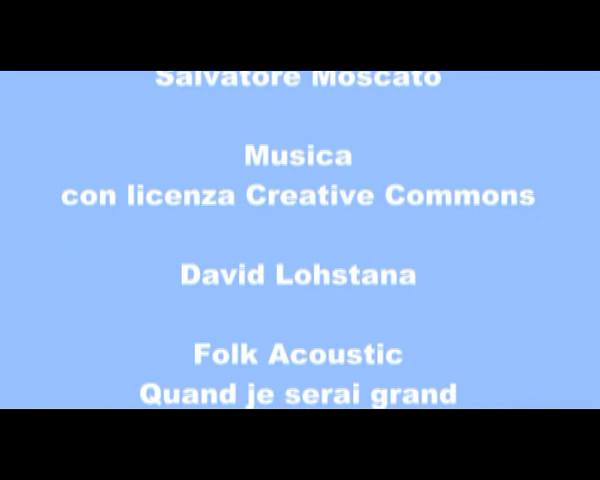 Salvatore Moscato
Musica
con licenza Creative Commons
David Lohstana
Folk Acoustic
Quand je serai grand